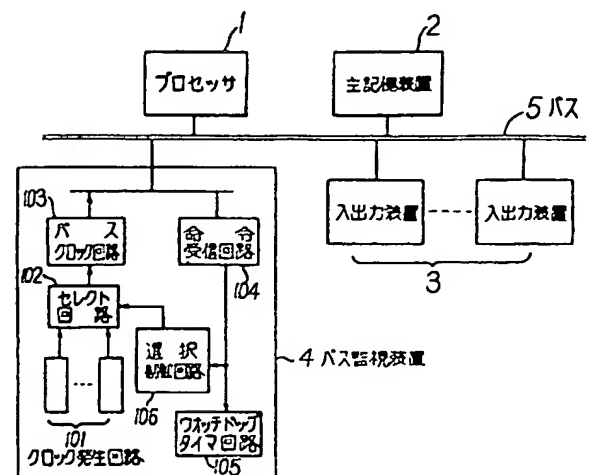 1
2
プロセッサ
主記憶装置
5 バス
103
バス
クロック回路
命令
受信回路
104
入出力装置
入出力装置
3
102
セレクト
回路
選択
制御回路
106
4 バス監視装置
101
クロック発生回路
ウオッチドッグ
タイマ回路
105